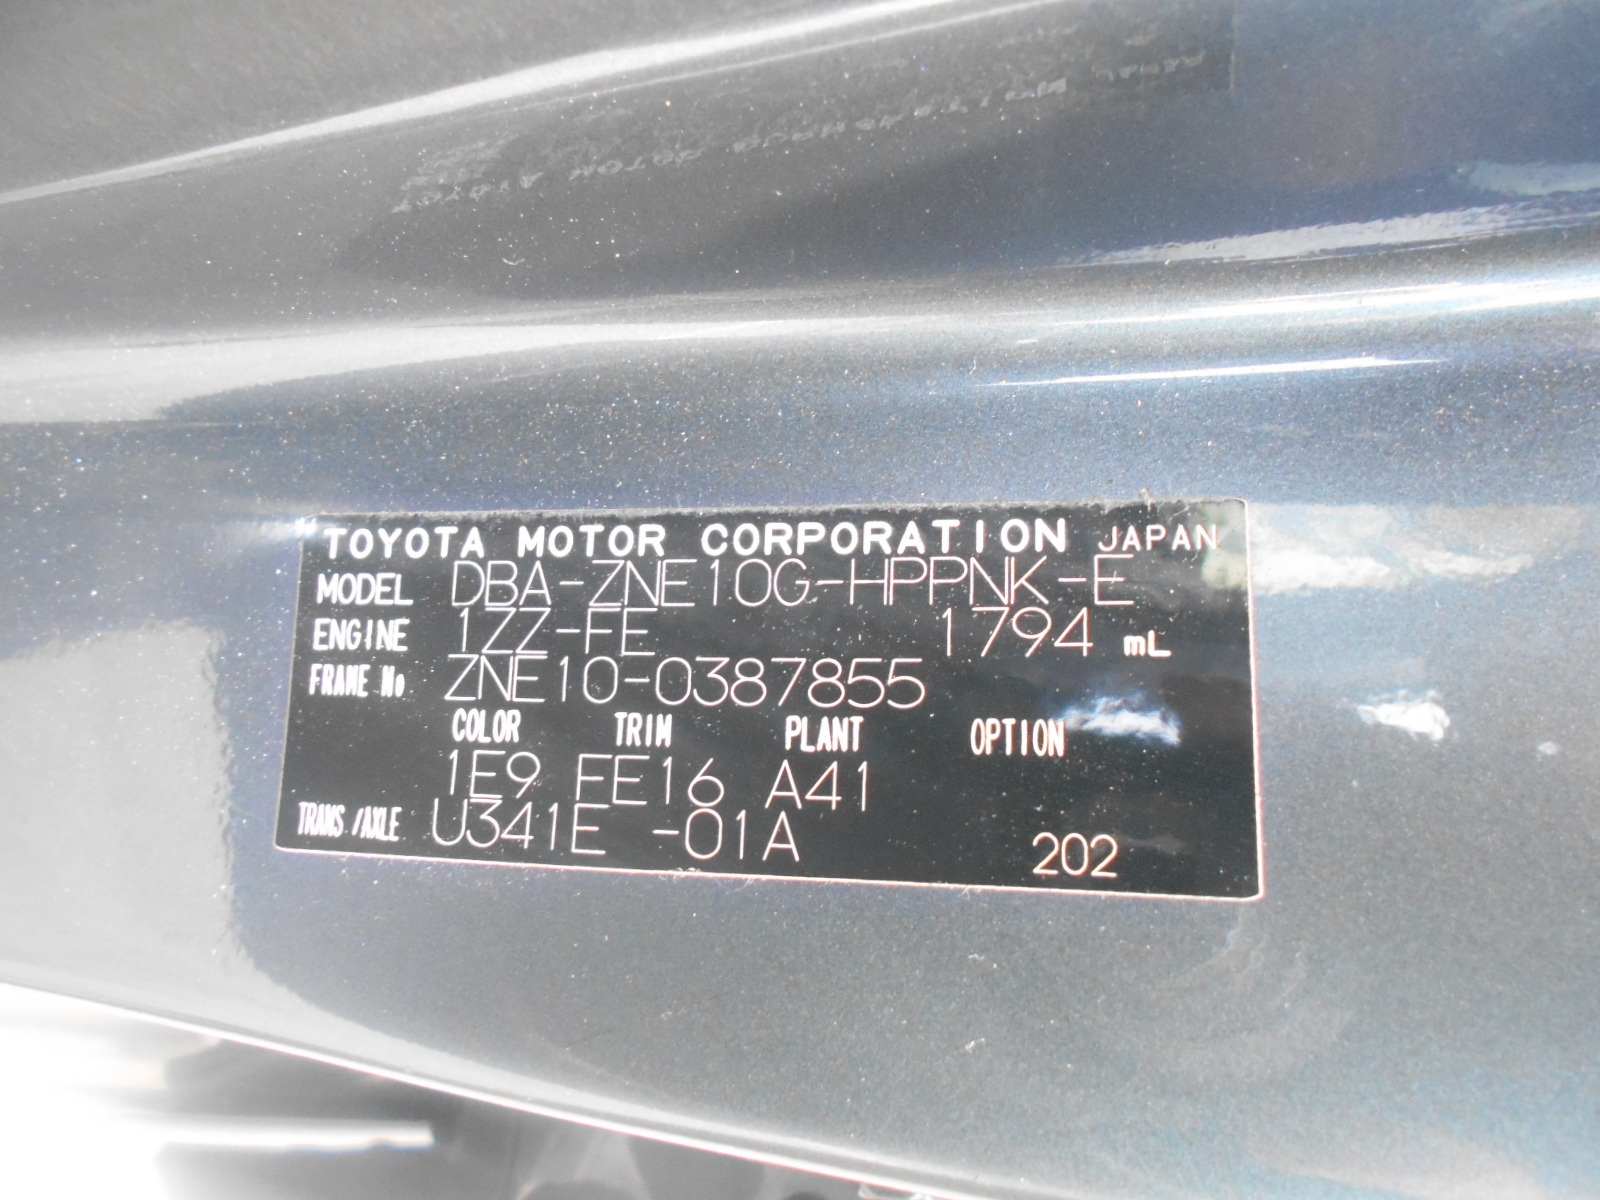 TOYOTA MOTOR CORPORATION JAPAN
MODEL DBA-ZNE10G-HPPNK-E
ENGINE 1ZZ-FE 1794 mL
FRAME No ZNE10-0387855
COLOR TRIM PLANT OPTION
1E9 FE16 A41
TRANS/AXLE U341E -01A 202